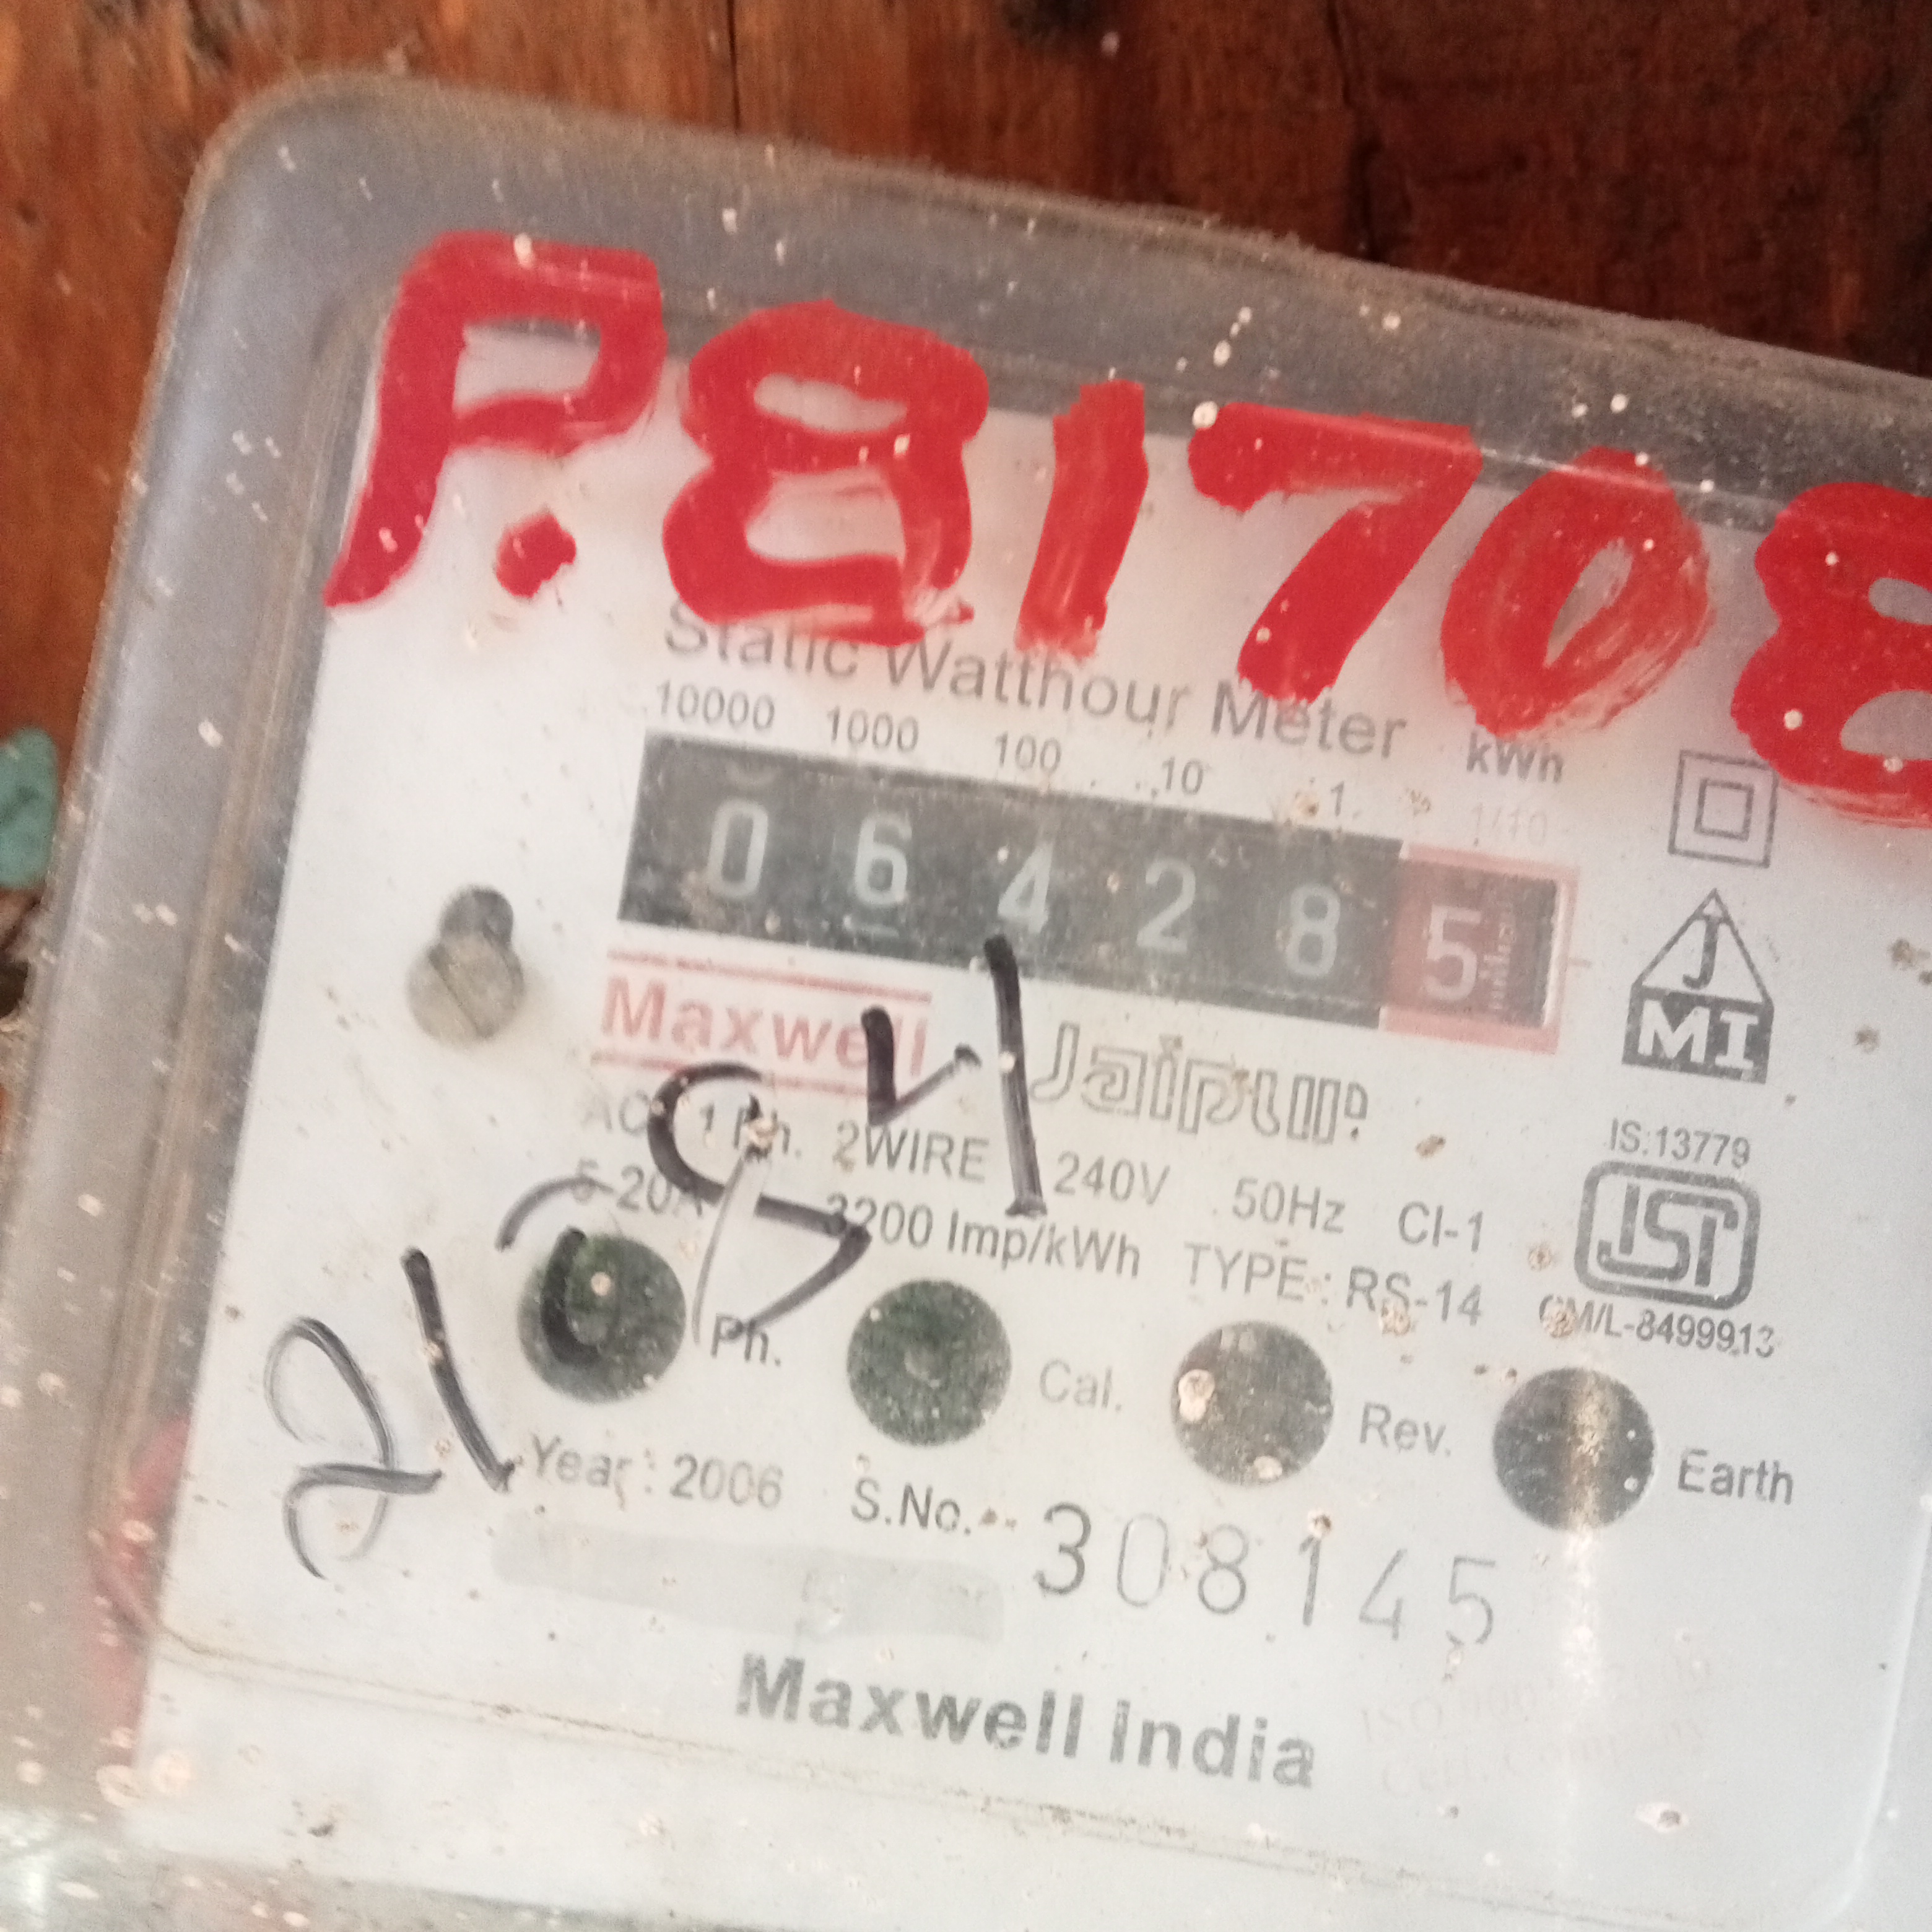 P.81708
Static Watthour Meter
10000 1000 100 10 1 1/10 kWh
0 6 4 2 8 5
Maxwell Jaipur
J
MI
AC 1 Ph. 2WIRE 240V 50Hz Cl-1
IS:13779
5-20A 3200 Imp/kWh TYPE : RS-14
ISI
CM/L-8499913
Ph. Cal. Rev. Earth
Year : 2006 S.No. 308145
Maxwell india